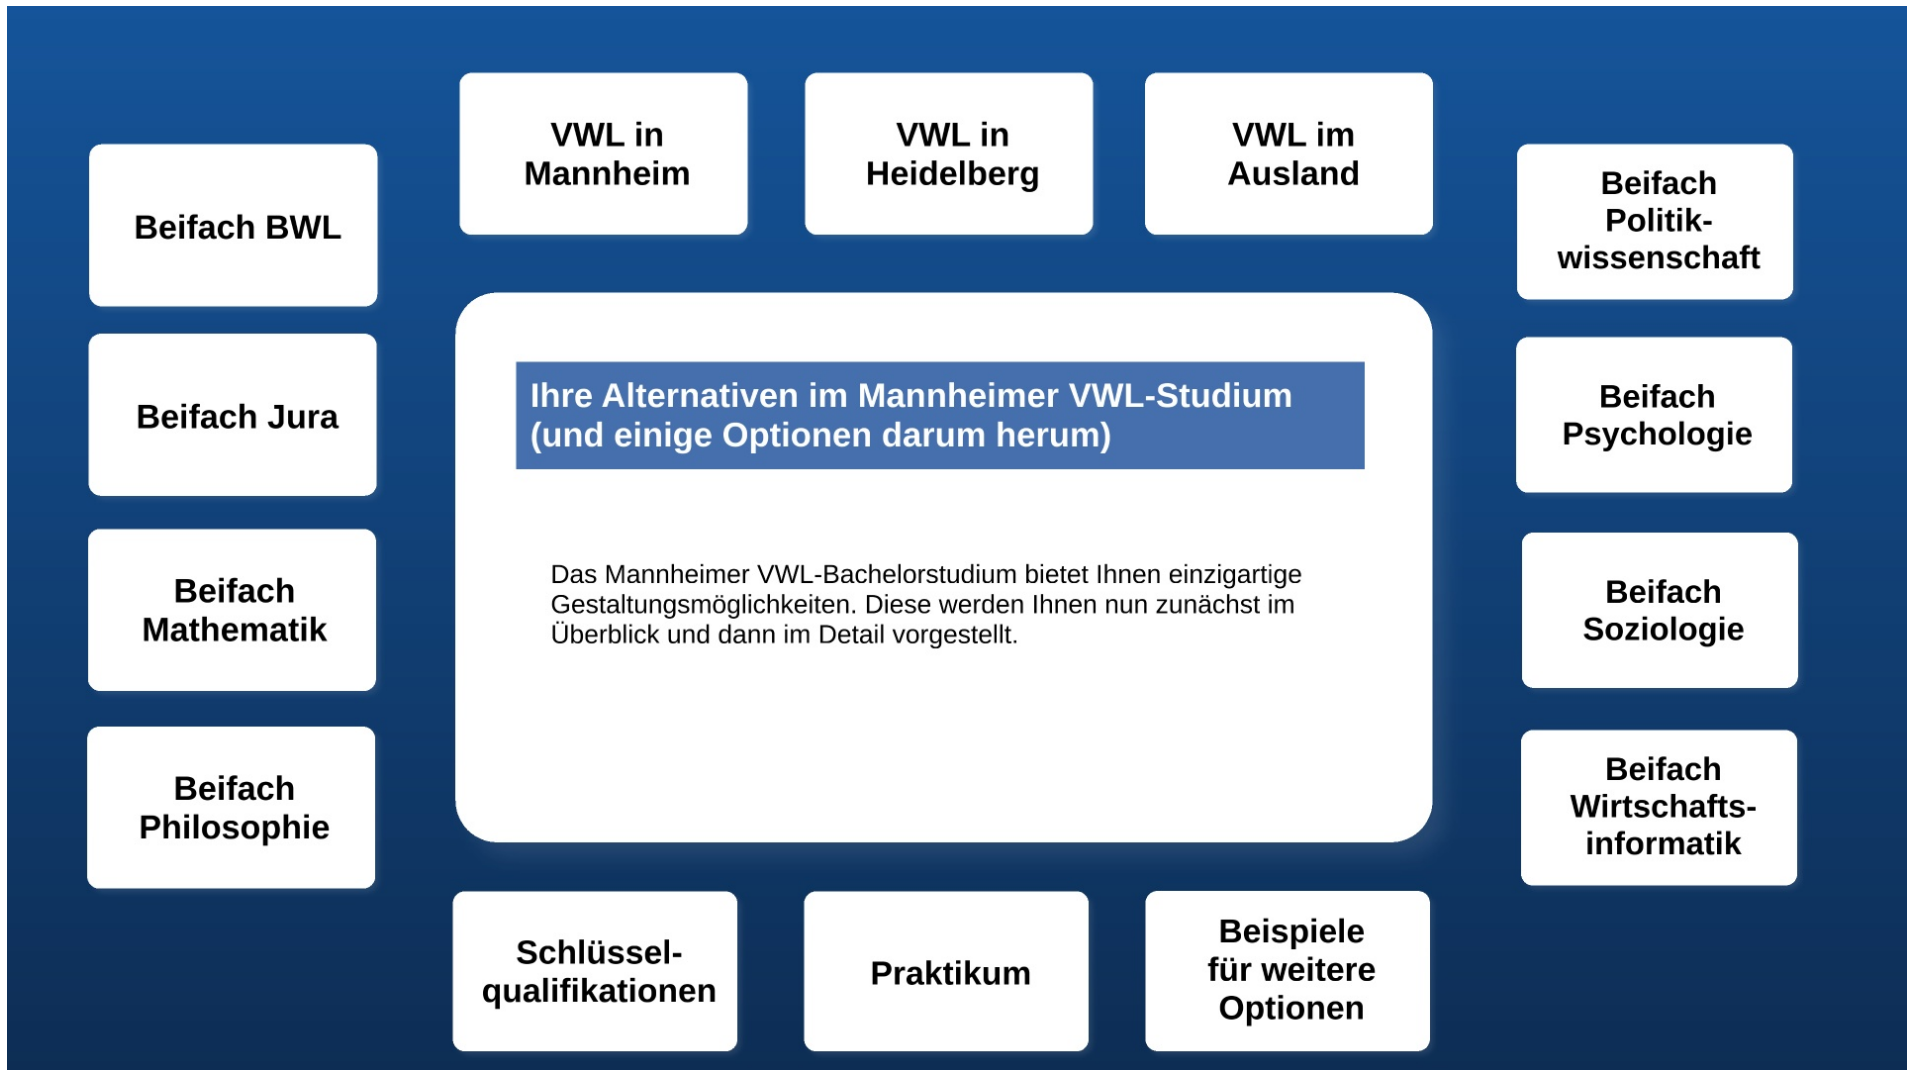 VWL in
Mannheim
VWL in
Heidelberg
VWL im
Ausland
Beifach BWL
Beifach Jura
Beifach
Mathematik
Beifach
Philosophie
Ihre Alternativen im Mannheimer VWL-Studium
(und einige Optionen darum herum)
Das Mannheimer VWL-Bachelorstudium bietet Ihnen einzigartige
Gestaltungsmöglichkeiten. Diese werden Ihnen nun zunächst im
Überblick und dann im Detail vorgestellt.
Beifach
Politik-
wissenschaft
Beifach
Psychologie
Beifach
Soziologie
Beifach
Wirtschafts-
informatik
Schlüssel-
qualifikationen
Praktikum
Beispiele
für weitere
Optionen